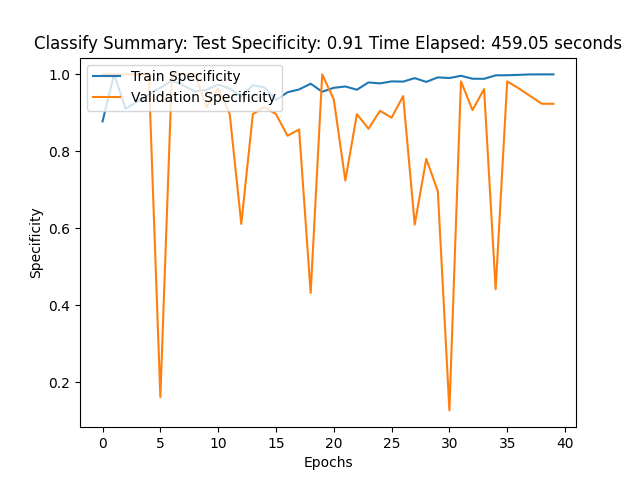 Classify Summary: Test Specificity: 0.91 Time Elapsed: 459.05 seconds
Train Specificity
Validation Specificity
1.0
0.8
0.6
0.4
0.2
Specificity
0 5 10 15 20 25 30 35 40
Epochs